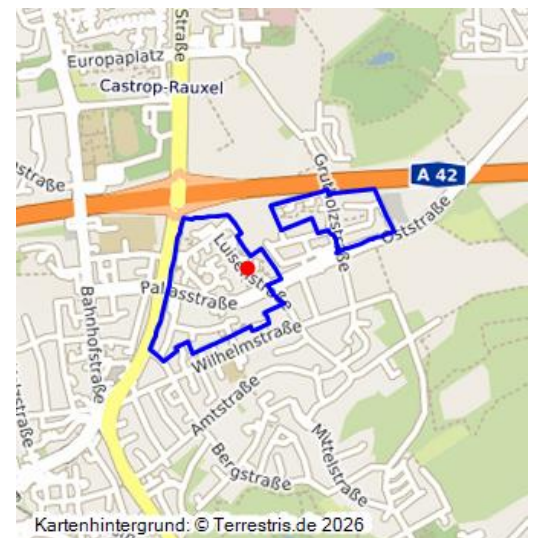 Straße
Europaplatz
Castrop-Rauxel
A 42
straße
Grutholzstraße
Oststraße
Luisenstraße
Pallasstraße
Bahnhofstraße
Wilhelmstraße
Amtstraße
Mittelstraße
Bergstraße
Kartenhintergrund: © Terrestris.de 2026